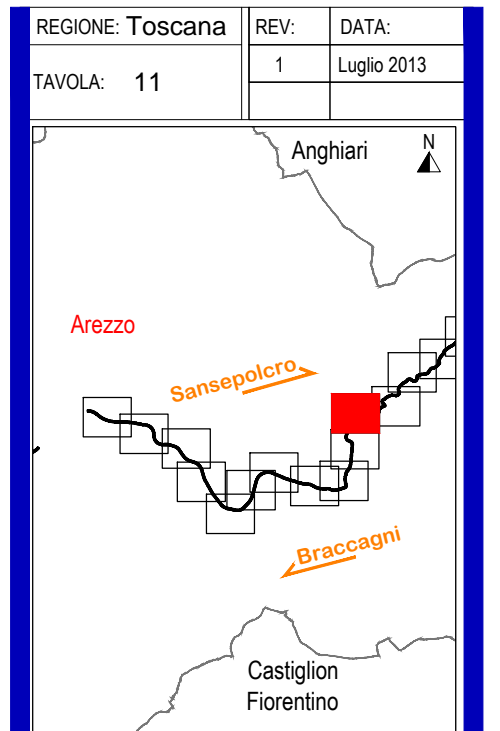 REGIONE: Toscana
REV:
DATA:
TAVOLA: 11
1
Luglio 2013
Anghiari
N
Arezzo
Sansepolcro
Braccagni
Castiglion
Fiorentino